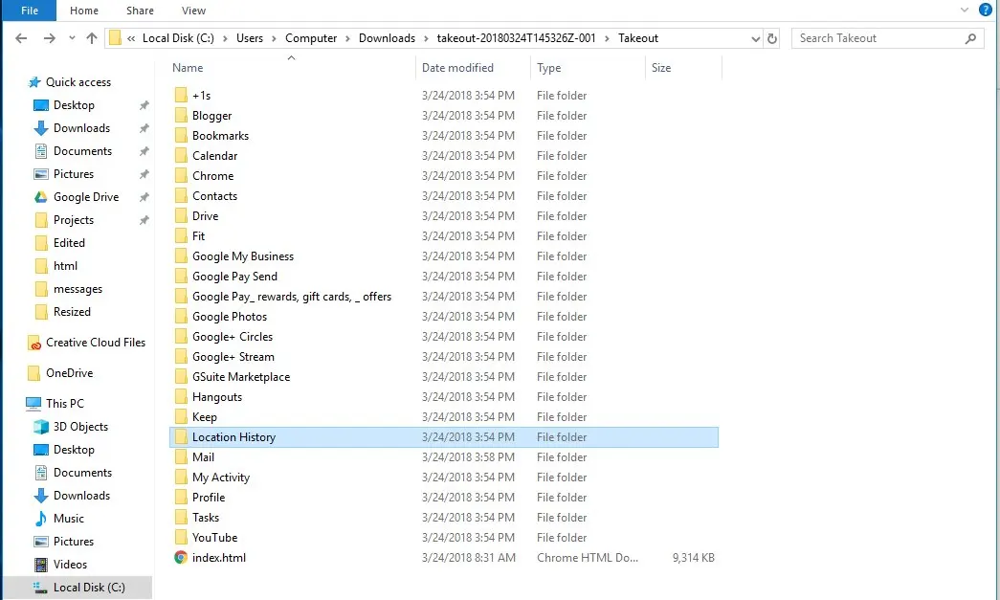 File Home Share View
« Local Disk (C:) > Users > Computer > Downloads > takeout-20180324T145326Z-001 > Takeout Search Takeout
Name Date modified Type Size
Quick access
Desktop
Downloads
Documents
Pictures
Google Drive
Projects
Edited
html
messages
Resized
Creative Cloud Files
OneDrive
This PC
3D Objects
Desktop
Documents
Downloads
Music
Pictures
Videos
Local Disk (C:)
+1s 3/24/2018 3:54 PM File folder
Blogger 3/24/2018 3:54 PM File folder
Bookmarks 3/24/2018 3:54 PM File folder
Calendar 3/24/2018 3:54 PM File folder
Chrome 3/24/2018 3:54 PM File folder
Contacts 3/24/2018 3:54 PM File folder
Drive 3/24/2018 3:54 PM File folder
Fit 3/24/2018 3:54 PM File folder
Google My Business 3/24/2018 3:54 PM File folder
Google Pay Send 3/24/2018 3:54 PM File folder
Google Pay_ rewards, gift cards, _ offers 3/24/2018 3:54 PM File folder
Google Photos 3/24/2018 3:54 PM File folder
Google+ Circles 3/24/2018 3:54 PM File folder
Google+ Stream 3/24/2018 3:54 PM File folder
GSuite Marketplace 3/24/2018 3:54 PM File folder
Hangouts 3/24/2018 3:54 PM File folder
Keep 3/24/2018 3:54 PM File folder
Location History 3/24/2018 3:54 PM File folder
Mail 3/24/2018 3:58 PM File folder
My Activity 3/24/2018 3:54 PM File folder
Profile 3/24/2018 3:54 PM File folder
Tasks 3/24/2018 3:54 PM File folder
YouTube 3/24/2018 3:54 PM File folder
index.html 3/24/2018 8:31 AM Chrome HTML Do... 9,314 KB